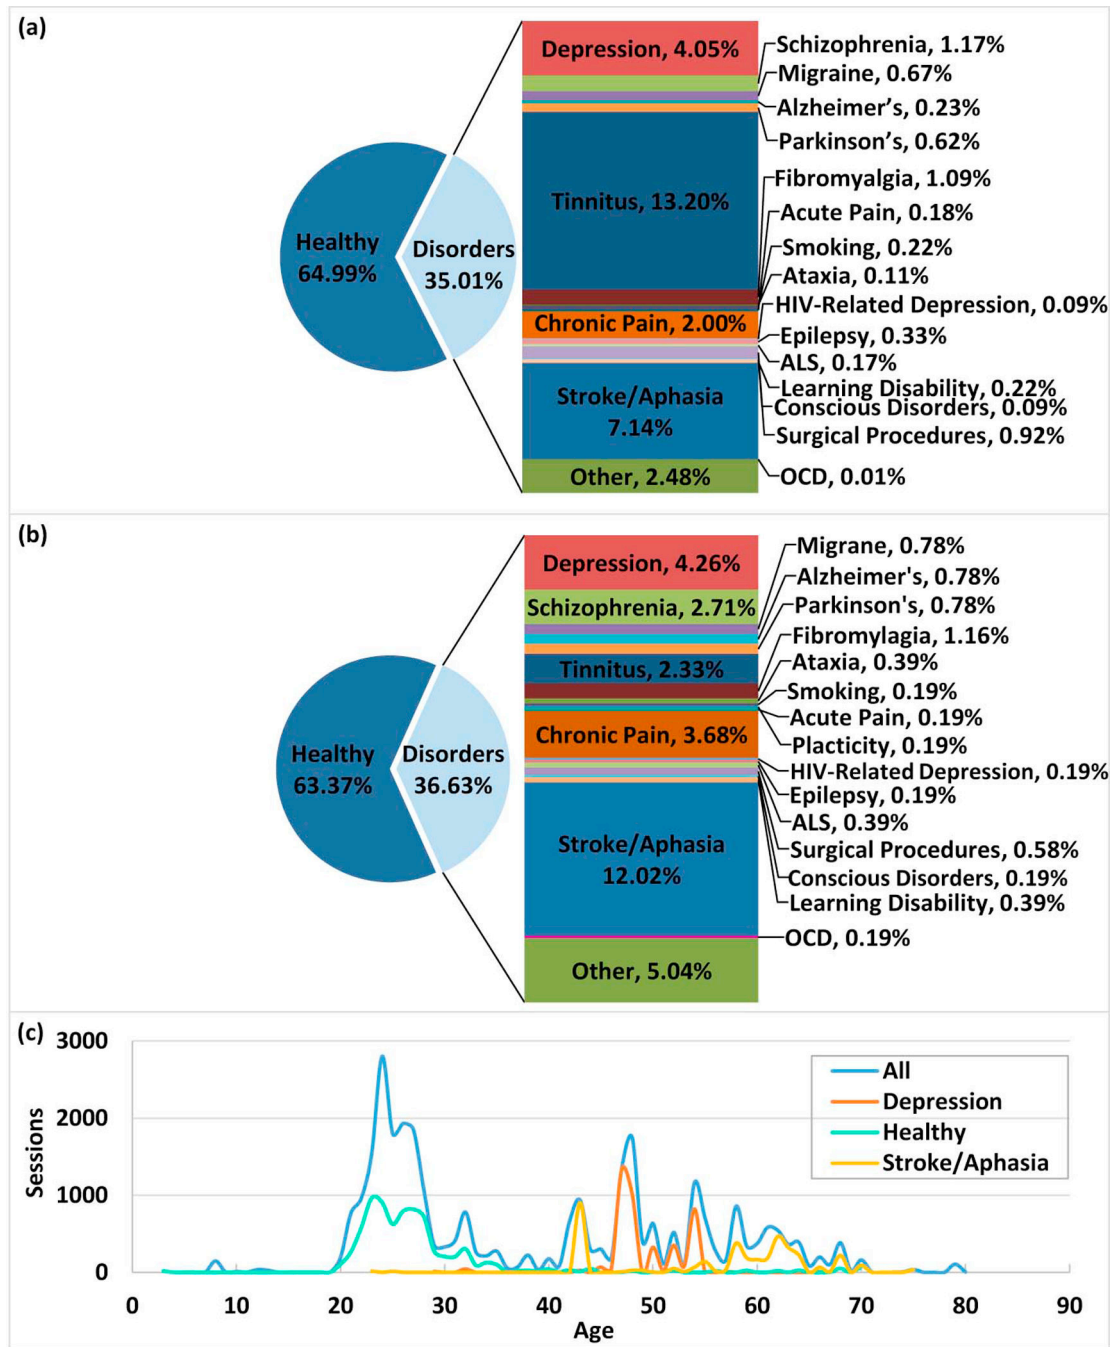 (a)
Depression, 4.05%
Schizophrenia, 1.17%
Migraine, 0.67%
Alzheimer’s, 0.23%
Parkinson’s, 0.62%
Tinnitus, 13.20%
Fibromyalgia, 1.09%
Acute Pain, 0.18%
Smoking, 0.22%
Ataxia, 0.11%
Healthy
64.99%
Disorders
35.01%
HIV-Related Depression, 0.09%
Chronic Pain, 2.00%
Epilepsy, 0.33%
ALS, 0.17%
Learning Disability, 0.22%
Conscious Disorders, 0.09%
Surgical Procedures, 0.92%
Stroke/Aphasia
7.14%
Other, 2.48%
OCD, 0.01%
(b)
Depression, 4.26%
Schizophrenia, 2.71%
Migrane, 0.78%
Alzheimer's, 0.78%
Parkinson's, 0.78%
Fibromylagia, 1.16%
Tinnitus, 2.33%
Ataxia, 0.39%
Smoking, 0.19%
Acute Pain, 0.19%
Chronic Pain, 3.68%
Placticity, 0.19%
Healthy
63.37%
Disorders
36.63%
HIV-Related Depression, 0.19%
Epilepsy, 0.19%
ALS, 0.39%
Surgical Procedures, 0.58%
Conscious Disorders, 0.19%
Learning Disability, 0.39%
Stroke/Aphasia
12.02%
OCD, 0.19%
Other, 5.04%
(c)
3000
2000
1000
0
Sessions
All
Depression
Healthy
Stroke/Aphasia
0 10 20 30 40 50 60 70 80 90
Age